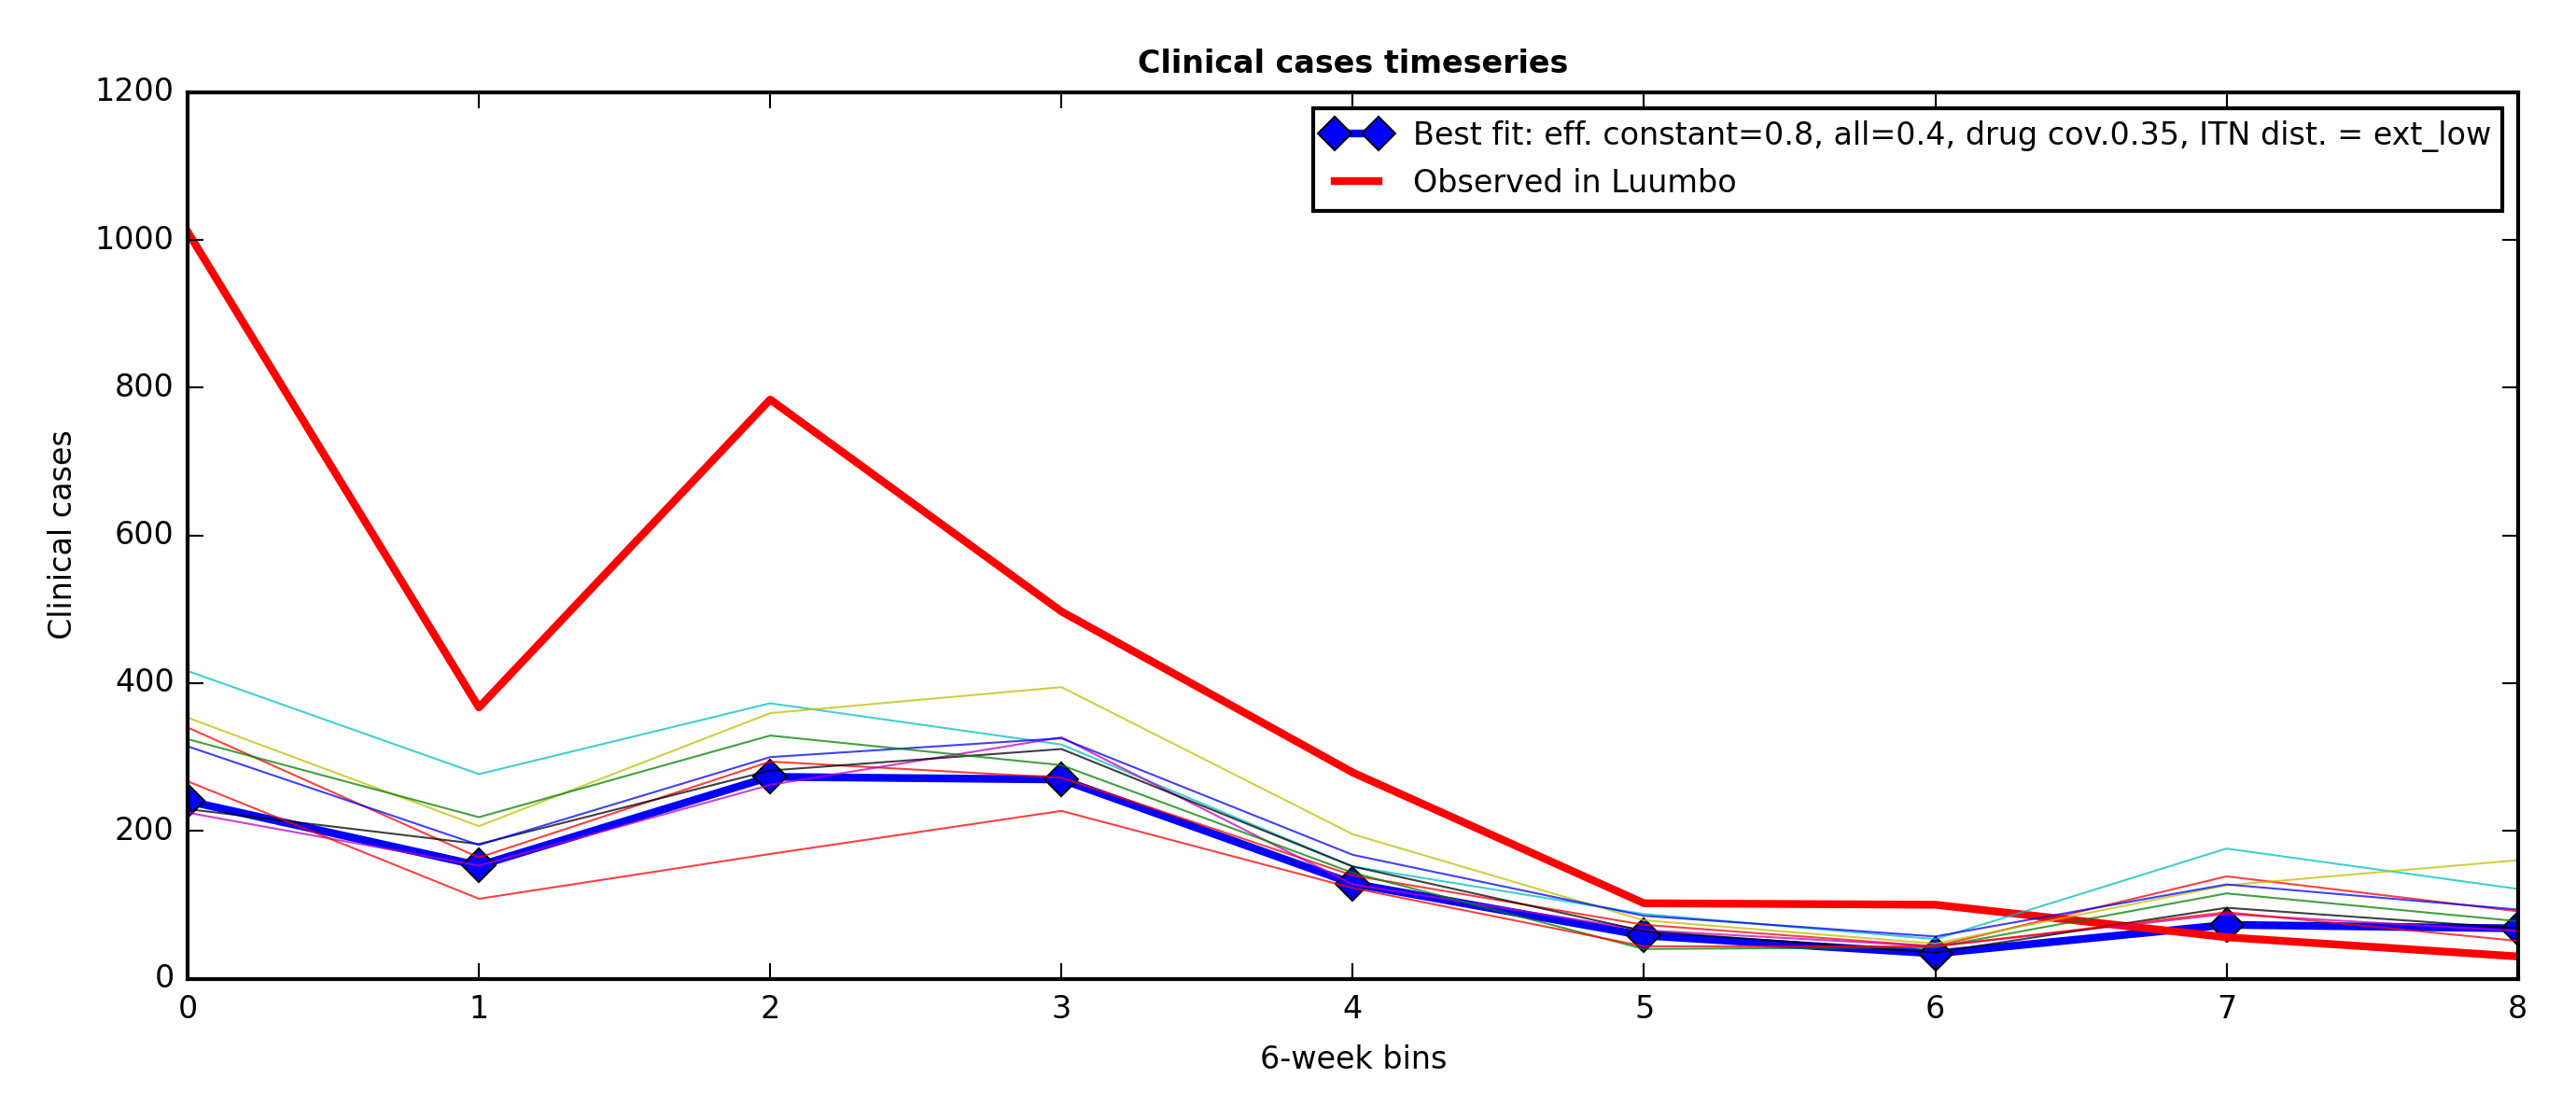 Clinical cases timeseries
1200
1000
800
600
400
200
0
Clinical cases
Best fit: eff. constant=0.8, all=0.4, drug cov.0.35, ITN dist. = ext_low
Observed in Luumbo
0 1 2 3 4 5 6 7 8
6-week bins